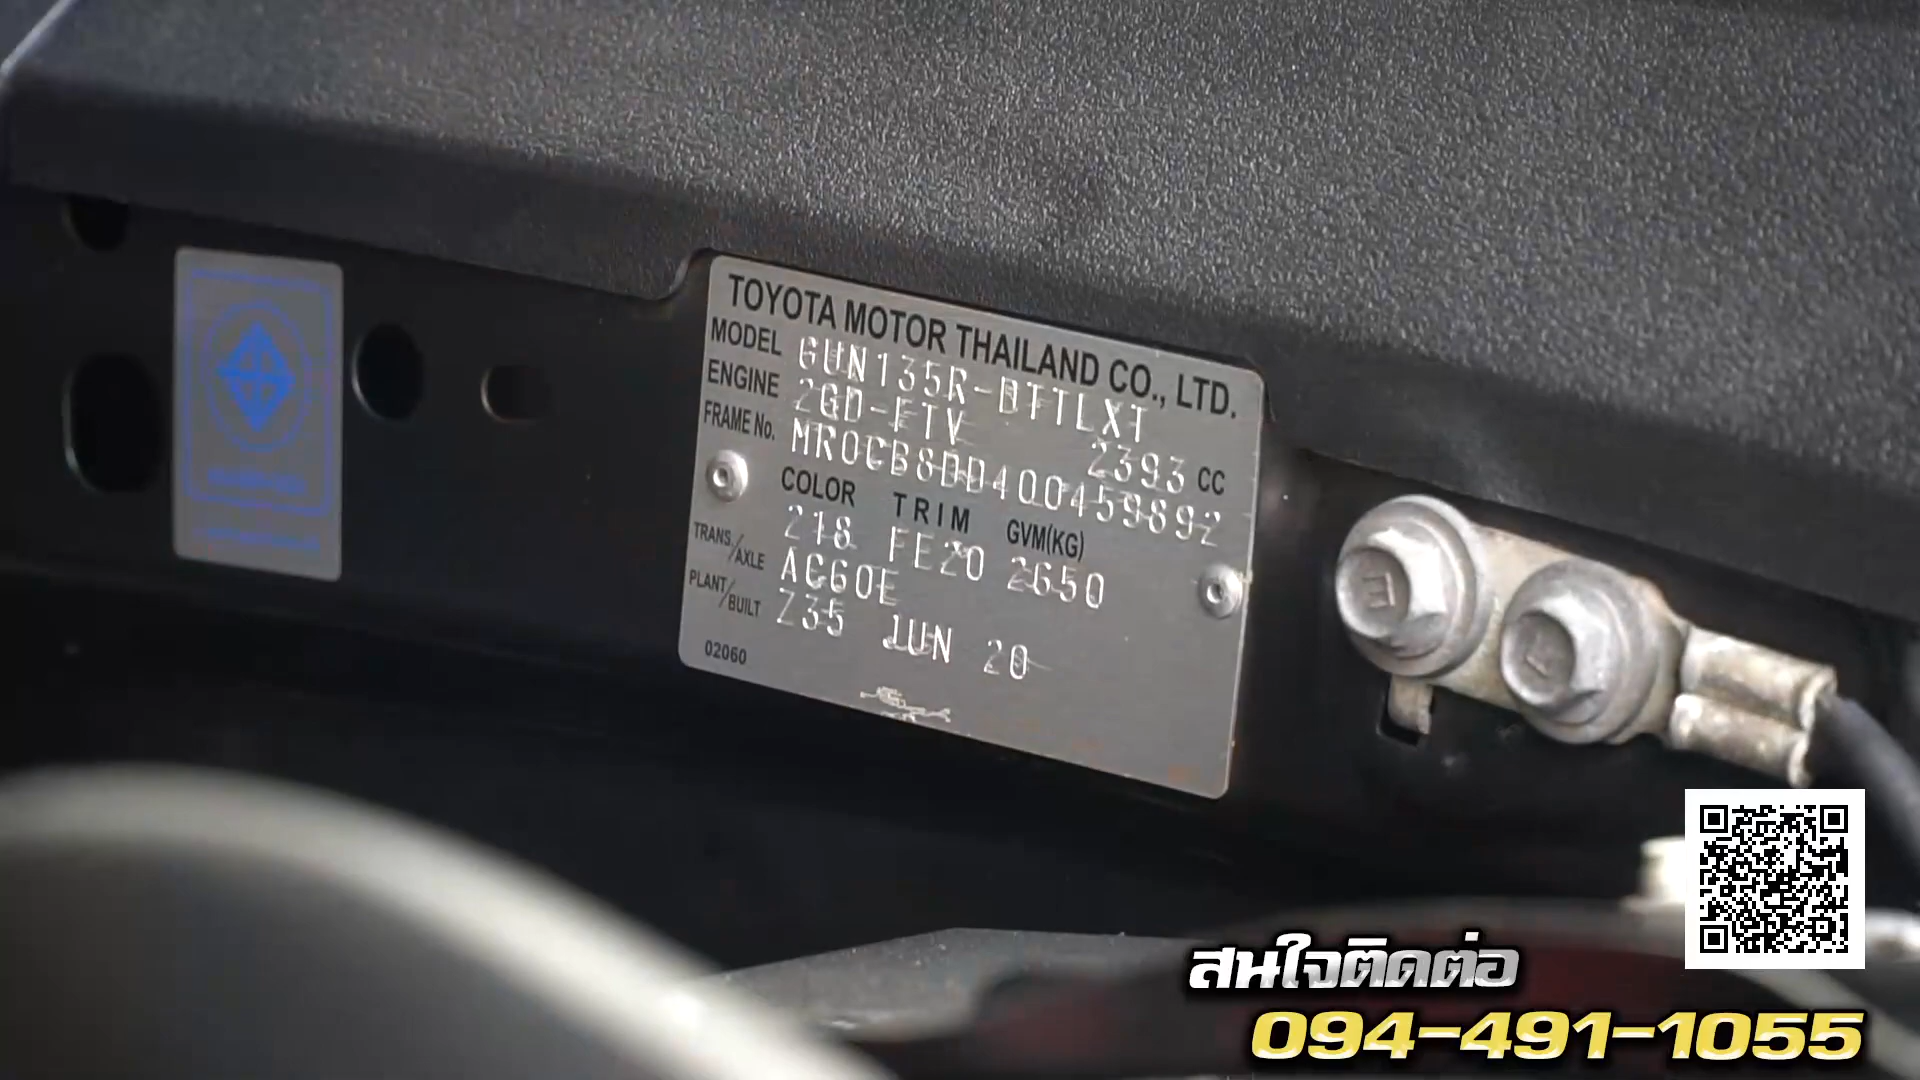 TOYOTA MOTOR THAILAND CO., LTD.
MODEL GUN135R-DTTLXT
ENGINE 2GD-FTV 2393 CC
FRAME No. MR0CB8DD400459892
COLOR TRIM GVM(KG)
218 FE20 2650
TRANS./AXLE AC60E
PLANT/BUILT Z35 JUN 20
02060
สนใจติดต่อ
094-491-1055